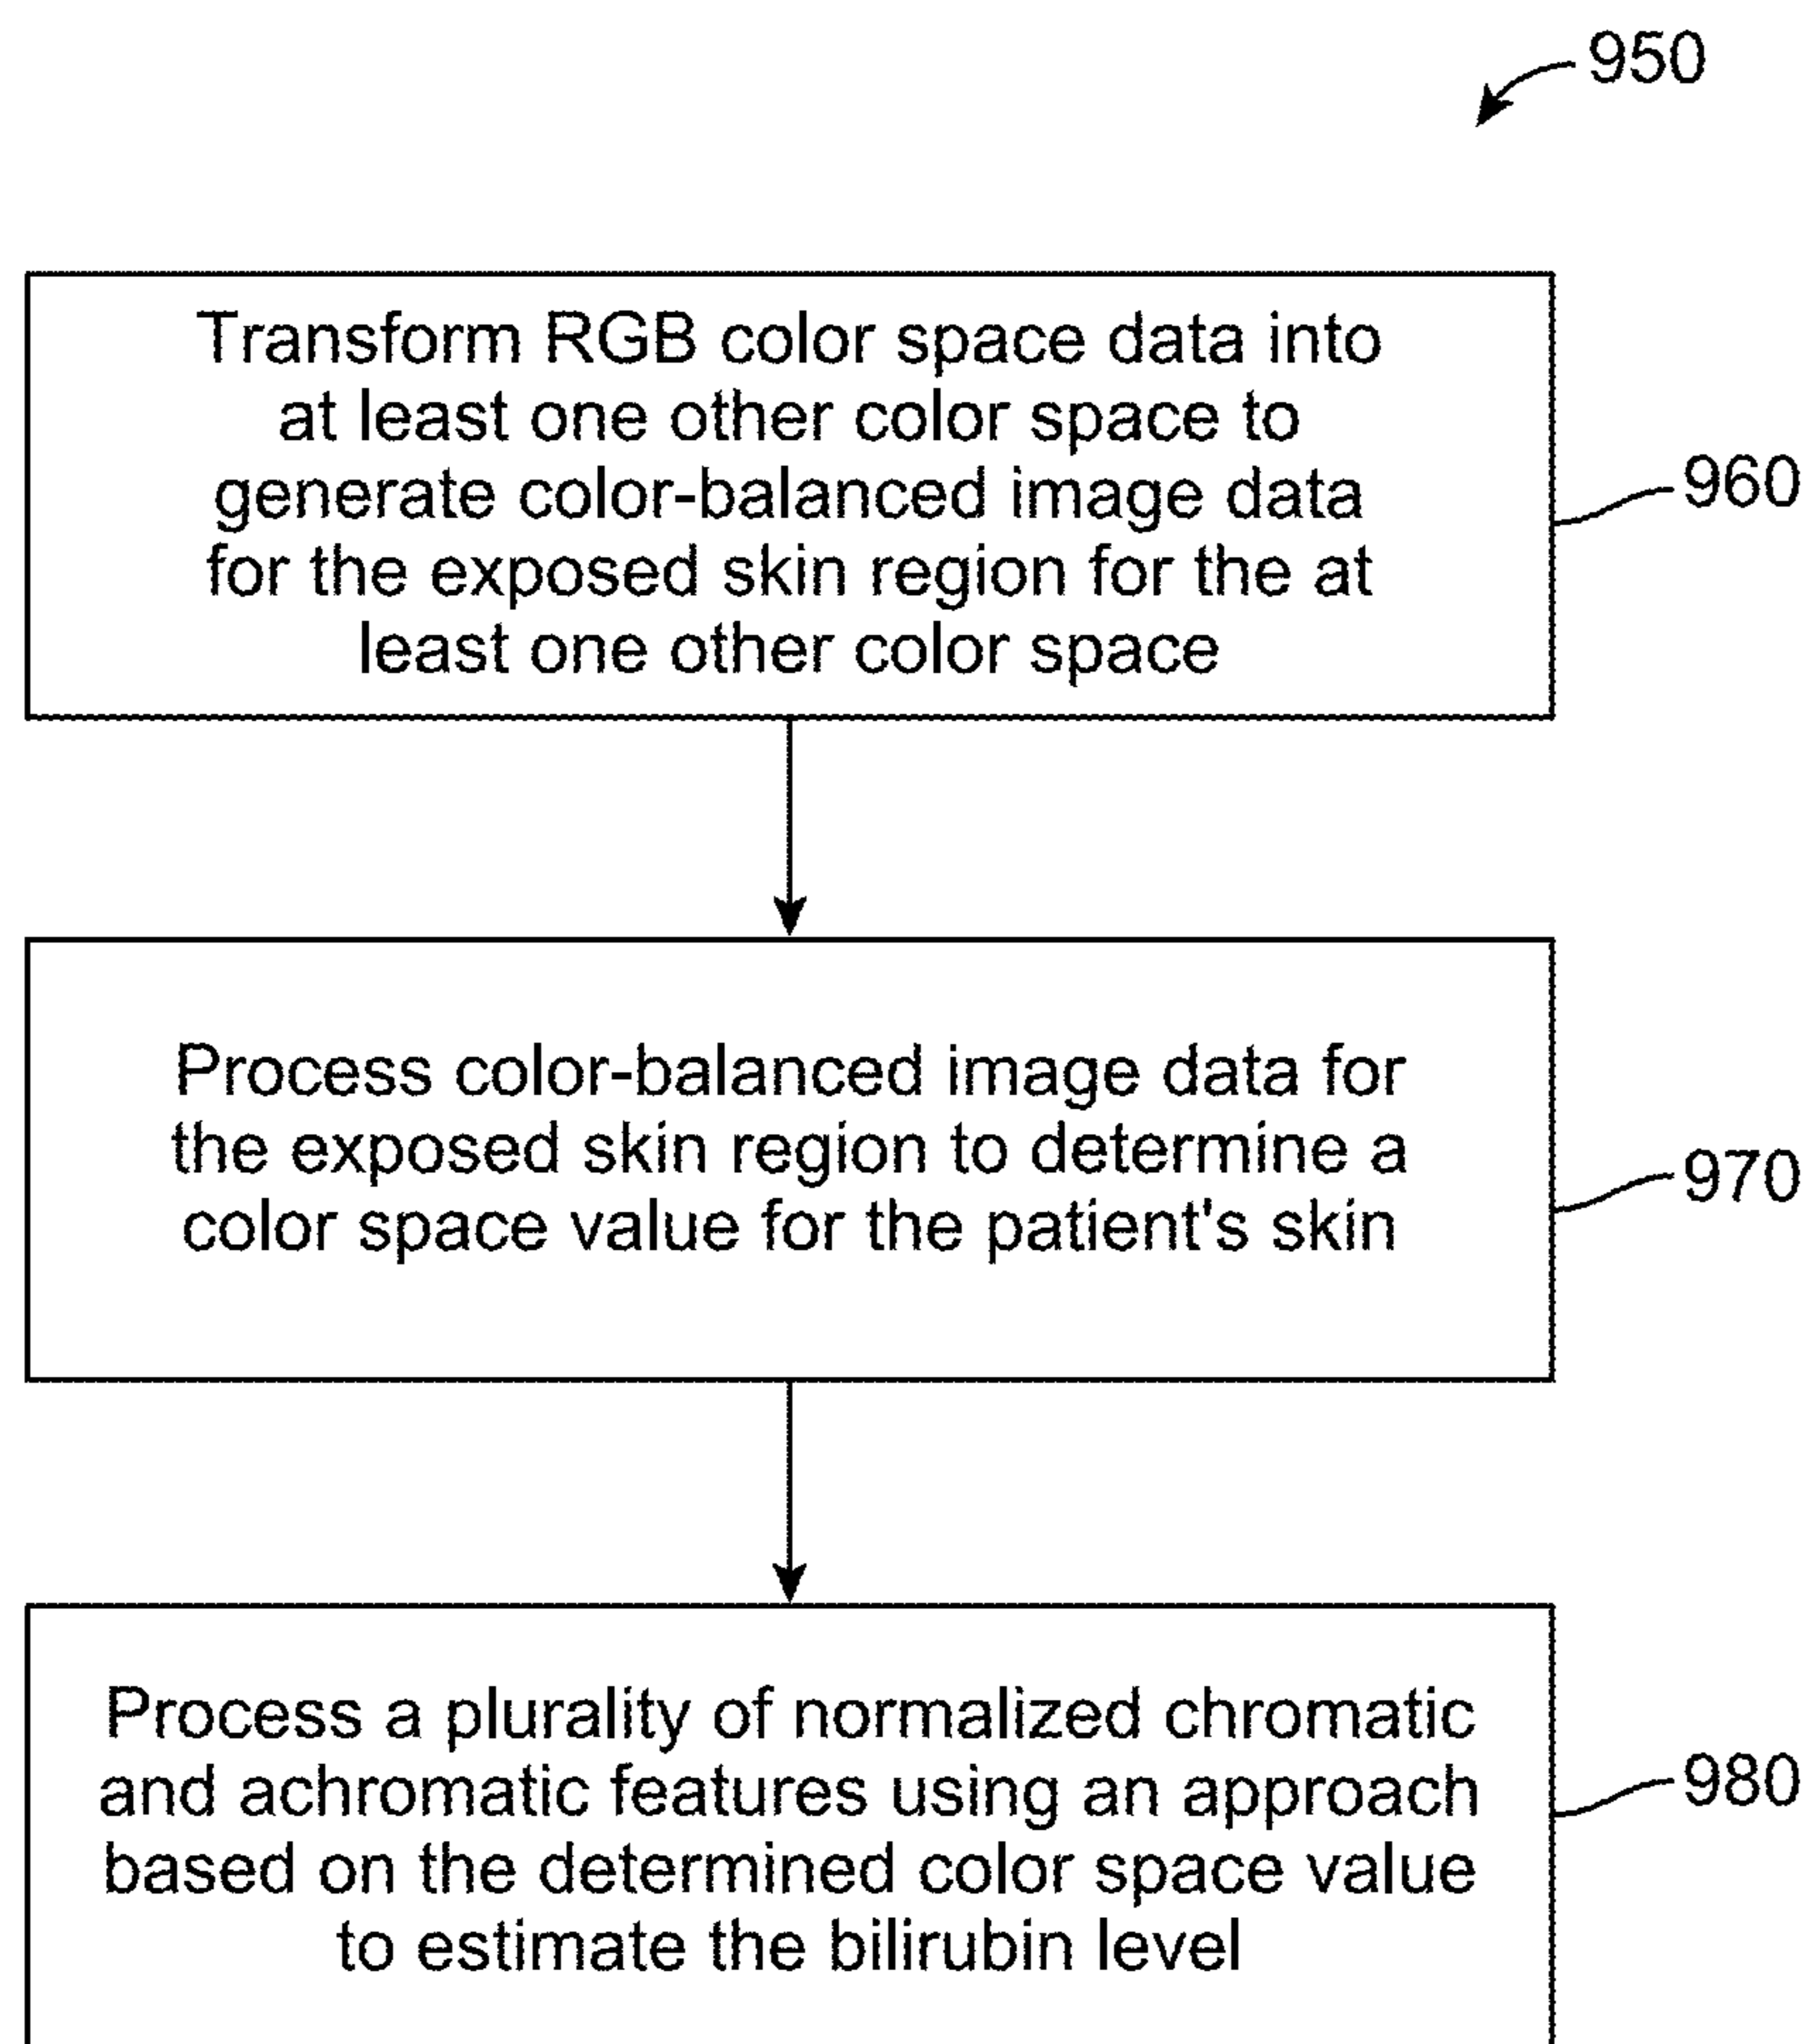 950
Transform RGB color space data into
at least one other color space to
generate color-balanced image data
for the exposed skin region for the at
least one other color space
960
Process color-balanced image data for
the exposed skin region to determine a
color space value for the patient's skin
970
Process a plurality of normalized chromatic
and achromatic features using an approach
based on the determined color space value
to estimate the bilirubin level
980